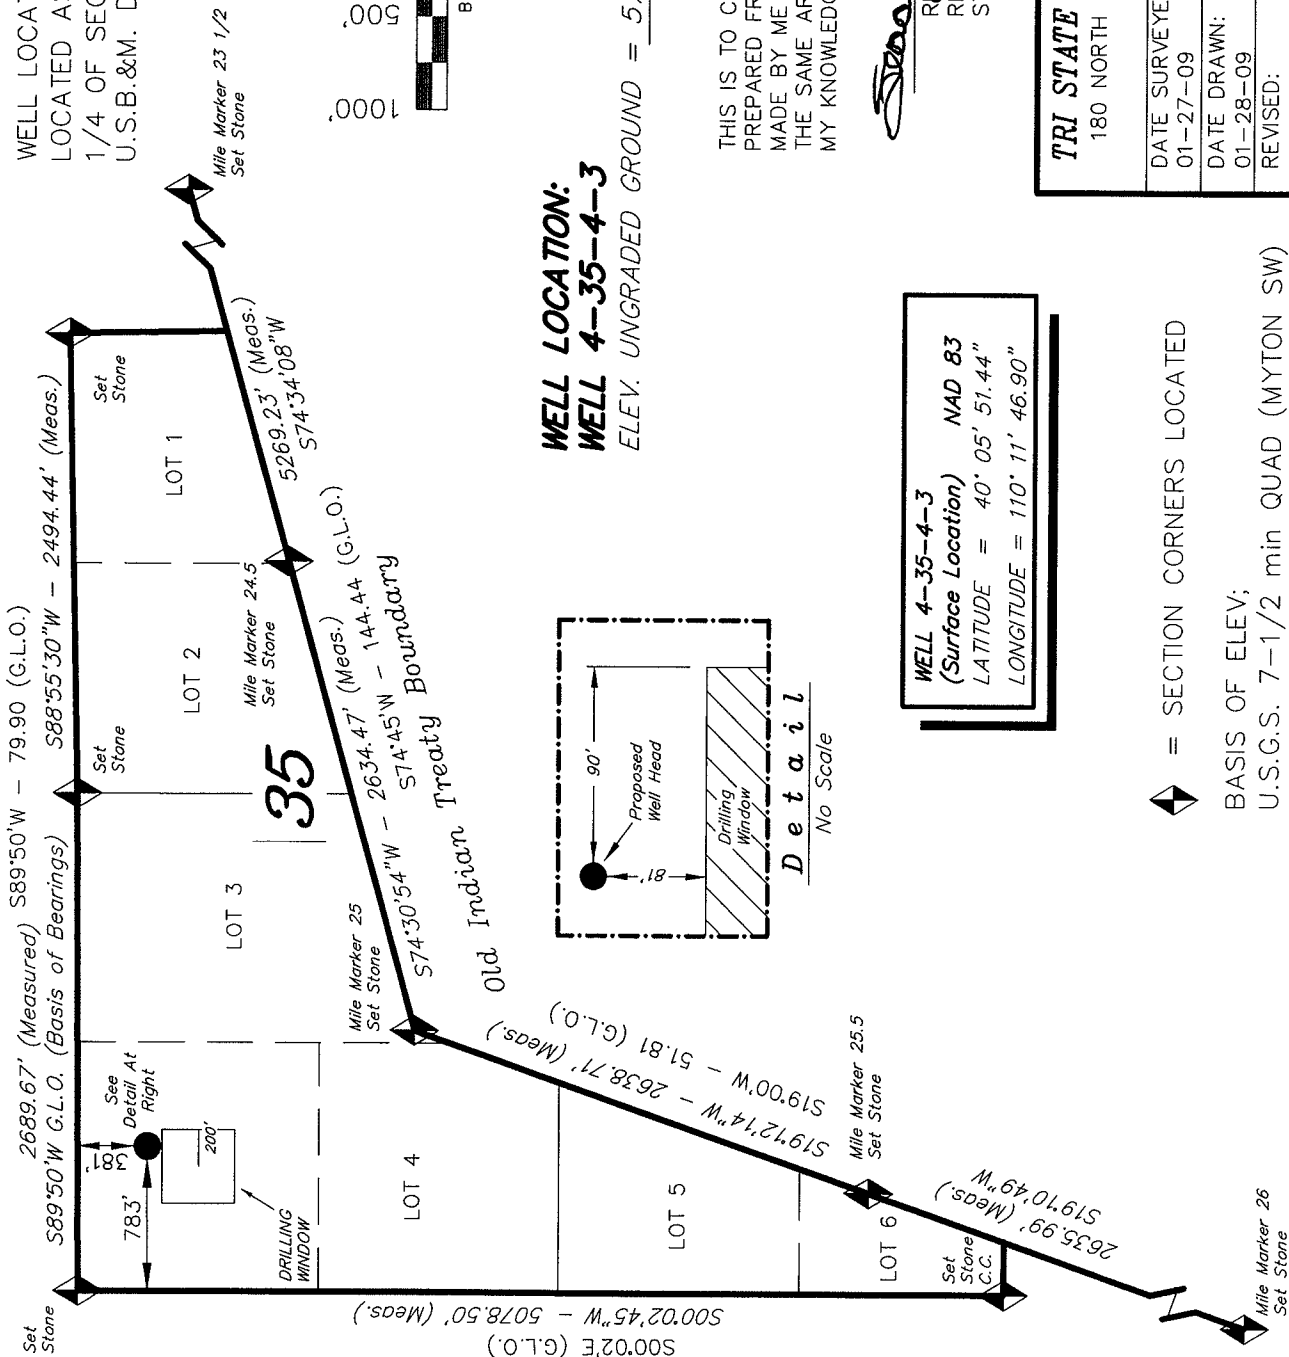 WELL LOCAT
LOCATED AS
1/4 OF SEC
U.S.B.&M. D
2689.67' (Measured) S89°50'W - 79.90 (G.L.O.)
S89°50'W G.L.O. (Basis of Bearings)
S88°55'30"W - 2494.44' (Meas.)
Set
Stone
Set
Stone
Set
Stone
Mile Marker 23 1/2
Set Stone
See
Detail At
Right
381'
783'
200'
DRILLING
WINDOW
LOT 1
LOT 2
LOT 3
LOT 4
LOT 5
LOT 6
35
Mile Marker 24.5
Set Stone
Mile Marker 25
Set Stone
5269.23' (Meas.)
S74°34'08"W
S74°30'54"W - 2634.47' (Meas.)
S74°45'W - 144.44 (G.L.O.)
Old Indian Treaty Boundary
S19°12'14"W - 2638.71' (Meas.)
S19°00'W - 51.81 (G.L.O.)
Mile Marker 25.5
Set Stone
2635.99' (Meas.)
S19°10'49"W
Set
Stone
C.C.
Mile Marker 26
Set Stone
S00°02'45"W - 5078.50' (Meas.)
S00°02'E (G.L.O.)
90'
81'
Proposed
Well Head
Drilling
Window
Detail
No Scale
1000'
500'
B
WELL LOCATION:
WELL 4-35-4-3
ELEV. UNGRADED GROUND = 5,
THIS IS TO C
PREPARED FR
MADE BY ME
THE SAME AR
MY KNOWLEDG
WELL 4-35-4-3
(Surface Location) NAD 83
LATITUDE = 40° 05' 51.44"
LONGITUDE = 110° 11' 46.90"
TRI STATE
180 NORTH
DATE SURVEYE
01-27-09
DATE DRAWN:
01-28-09
REVISED:
= SECTION CORNERS LOCATED
BASIS OF ELEV;
U.S.G.S. 7-1/2 min QUAD (MYTON SW)